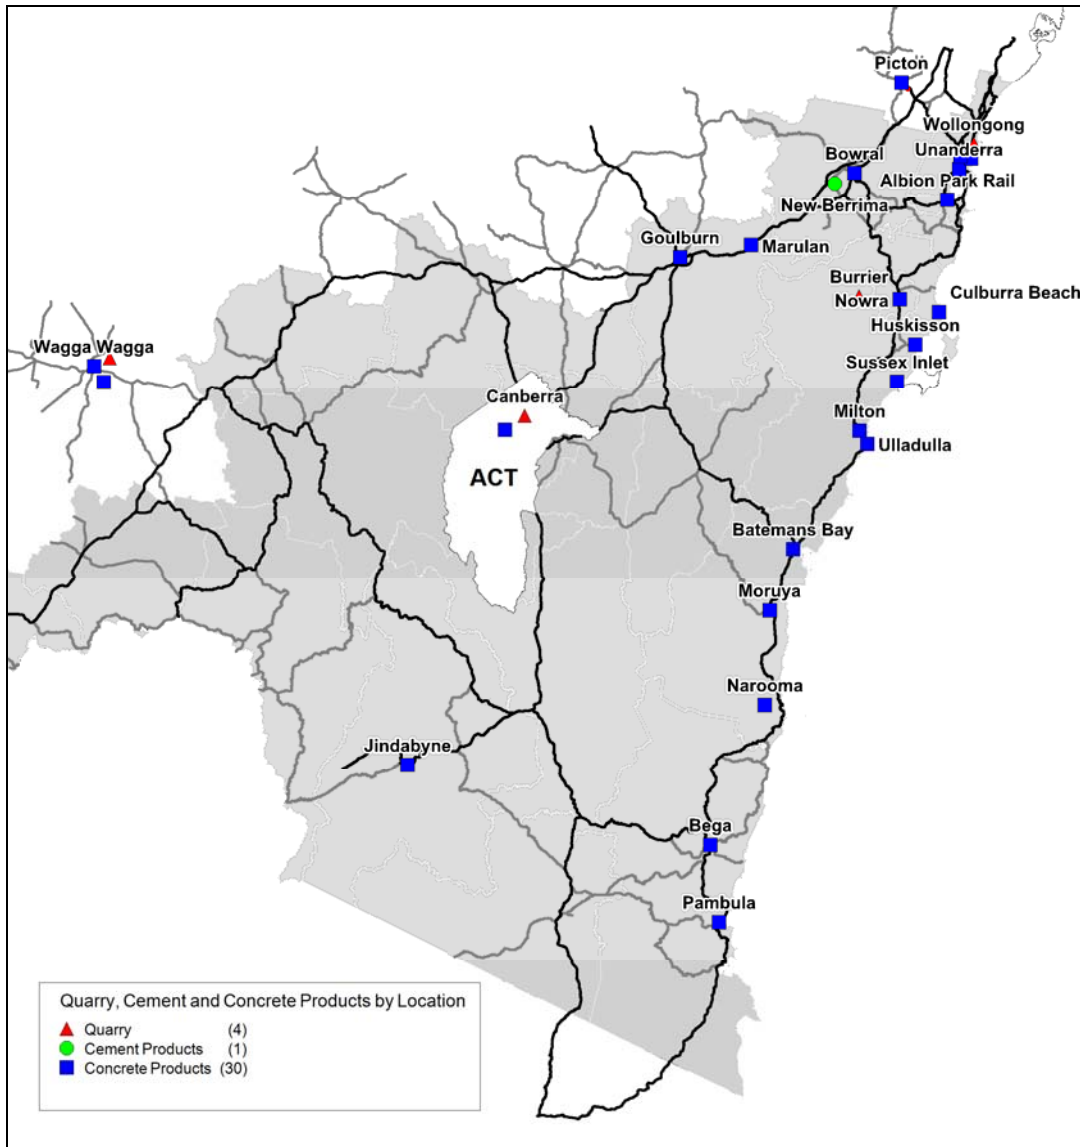 Picton
Wollongong
Unanderra
Bowral
Albion Park Rail
New Berrima
Goulburn
Marulan
Burrier
Nowra
Culburra Beach
Huskisson
Wagga Wagga
Sussex Inlet
Canberra
Milton
Ulladulla
ACT
Batemans Bay
Moruya
Narooma
Jindabyne
Bega
Pambula
Quarry, Cement and Concrete Products by Location
Quarry (4)
Cement Products (1)
Concrete Products (30)